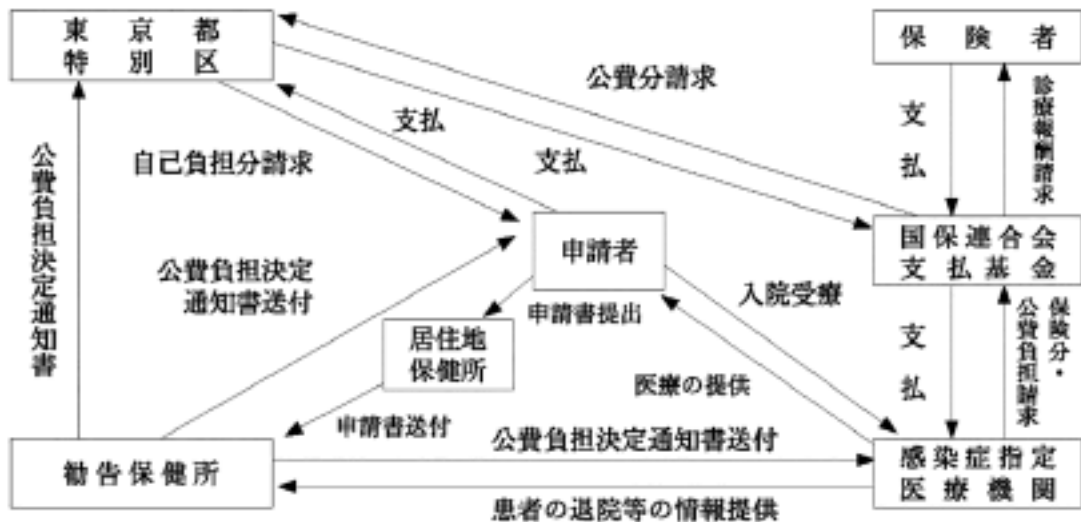 東京都
特別区
保険者
公費分請求
支払
診療報酬請求
支払
自己負担分請求
支払
公費負担決定通知書
申請者
国保連合会
支払基金
公費負担決定
通知書送付
入院受療
申請書提出
居住地
保健所
支払
保険分・
公費負担請求
医療の提供
申請書送付
公費負担決定通知書送付
勧告保健所
感染症指定
医療機関
患者の退院等の情報提供